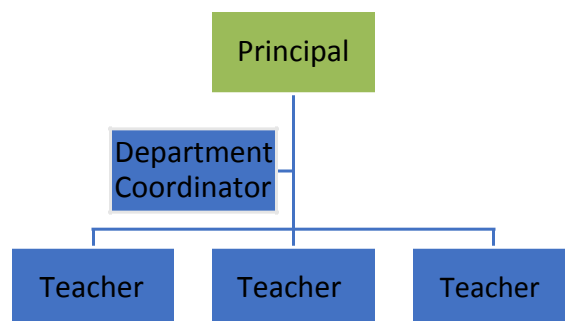 Principal
Department
Coordinator
Teacher
Teacher
Teacher